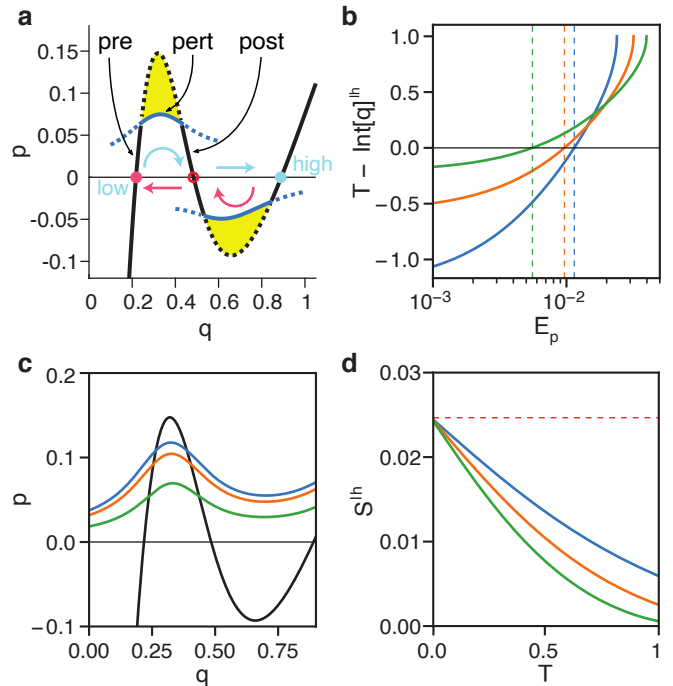 a
pre
pert
post
0.15
0.1
0.05
0
-0.05
-0.1
p
low
high
0
0.2
0.4
0.6
0.8
1
q
b
1.0
0.5
0.0
−0.5
−1.0
T − Int[q]^lh
10^−3
10^−2
E_p
c
0.2
0.1
0.0
−0.1
p
0.00
0.25
0.50
0.75
q
d
0.03
0.02
0.01
0.00
S^lh
0.0
0.5
1
T